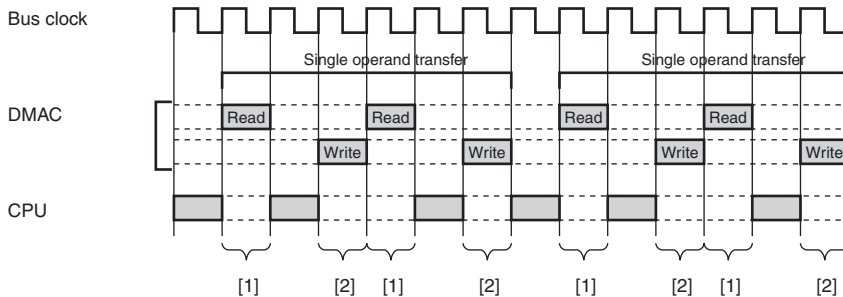 Bus clock
Single operand transfer Single operand transfer
DMAC Read Read Read Read
Write Write Write Write
CPU
[1] [2] [1] [2] [1] [2] [1] [2]